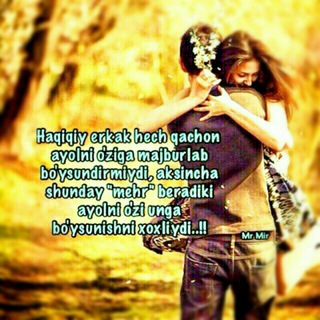 Haqiqiy erkak hech qachon
ayolni o'ziga majburlab
bo'ysundirmiydi, aksincha
shunday "mehr" beradiki
ayolni o'zi unga
bo'ysunishni xoxliydi..!!
Mr.Mir